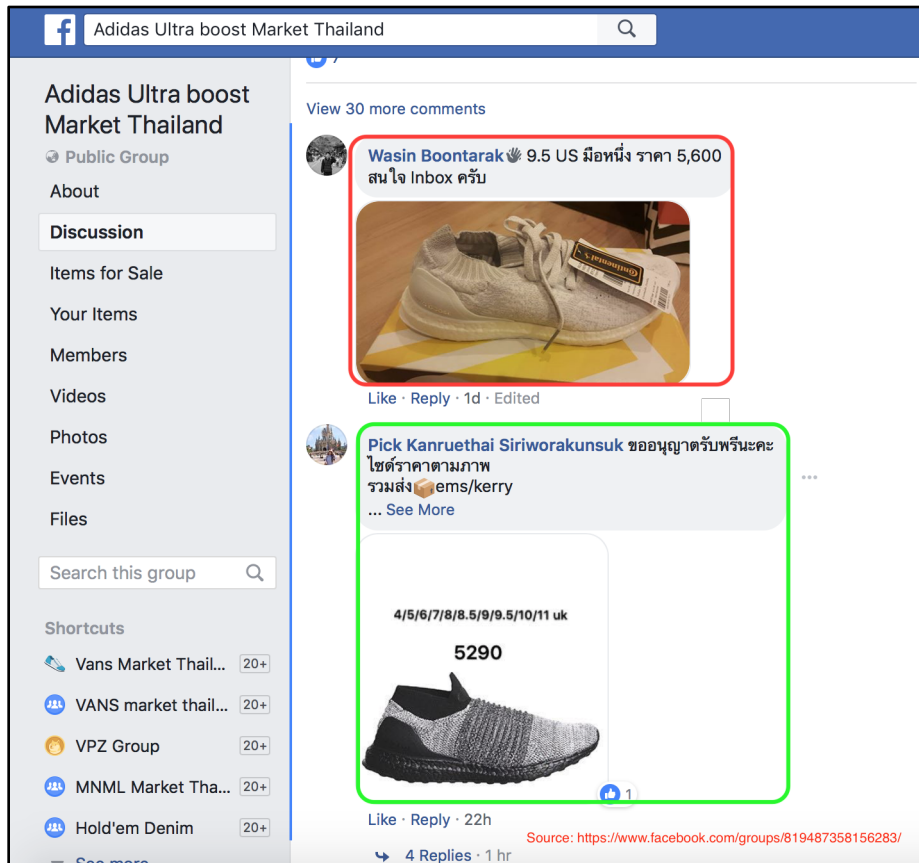 Adidas Ultra boost Market Thailand
Adidas Ultra boost
Market Thailand
Public Group
About
Discussion
Items for Sale
Your Items
Members
Videos
Photos
Events
Files
Search this group
Shortcuts
Vans Market Thail... 20+
VANS market thail... 20+
VPZ Group 20+
MNML Market Tha... 20+
Hold'em Denim 20+
See more
View 30 more comments
Wasin Boontarak 9.5 US มือหนึ่ง ราคา 5,600
สนใจ Inbox ครับ
Continental
Like · Reply · 1d · Edited
Pick Kanruethai Siriworakunsuk ขออนุญาตรับพรีนะคะ
ไซด์ราคาตามภาพ
รวมส่ง📦ems/kerry
... See More
4/5/6/7/8/8.5/9/9.5/10/11 uk
5290
1
Like · Reply · 22h
Source: https://www.facebook.com/groups/819487358156283/
4 Replies · 1 hr